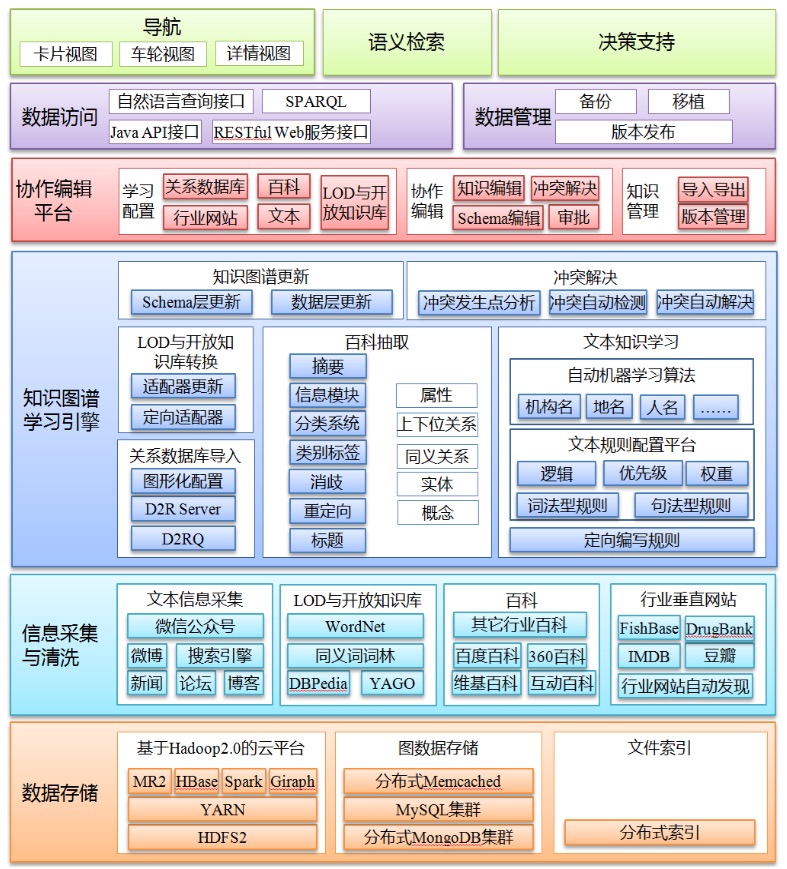 导航
卡片视图 车轮视图 详情视图
语义检索
决策支持
数据访问
自然语言查询接口 SPARQL
Java API接口 RESTful Web服务接口
数据管理
备份 移植
版本发布
协作编辑
平台
学习
配置
关系数据库 百科
行业网站 文本
LOD与开
放知识库
协作
编辑
知识编辑 冲突解决
Schema编辑 审批
知识
管理
导入导出
版本管理
知识图谱
学习引擎
知识图谱更新
Schema层更新 数据层更新
冲突解决
冲突发生点分析 冲突自动检测 冲突自动解决
LOD与开放知
识库转换
适配器更新
定向适配器
关系数据库导入
图形化配置
D2R Server
D2RQ
百科抽取
摘要
信息模块
分类系统
类别标签
消歧
重定向
标题
属性
上下位关系
同义关系
实体
概念
文本知识学习
自动机器学习算法
机构名 地名 人名 ……
文本规则配置平台
逻辑 优先级 权重
词法型规则 句法型规则
定向编写规则
信息采集
与清洗
文本信息采集
微信公众号
微博 搜索引擎
新闻 论坛 博客
LOD与开放知识库
WordNet
同义词词林
DBPedia YAGO
百科
其它行业百科
百度百科 360百科
维基百科 互动百科
行业垂直网站
FishBase DrugBank
IMDB 豆瓣
行业网站自动发现
数据存储
基于Hadoop2.0的云平台
MR2 HBase Spark Giraph
YARN
HDFS2
图数据存储
分布式Memcached
MySQL集群
分布式MongoDB集群
文件索引
分布式索引